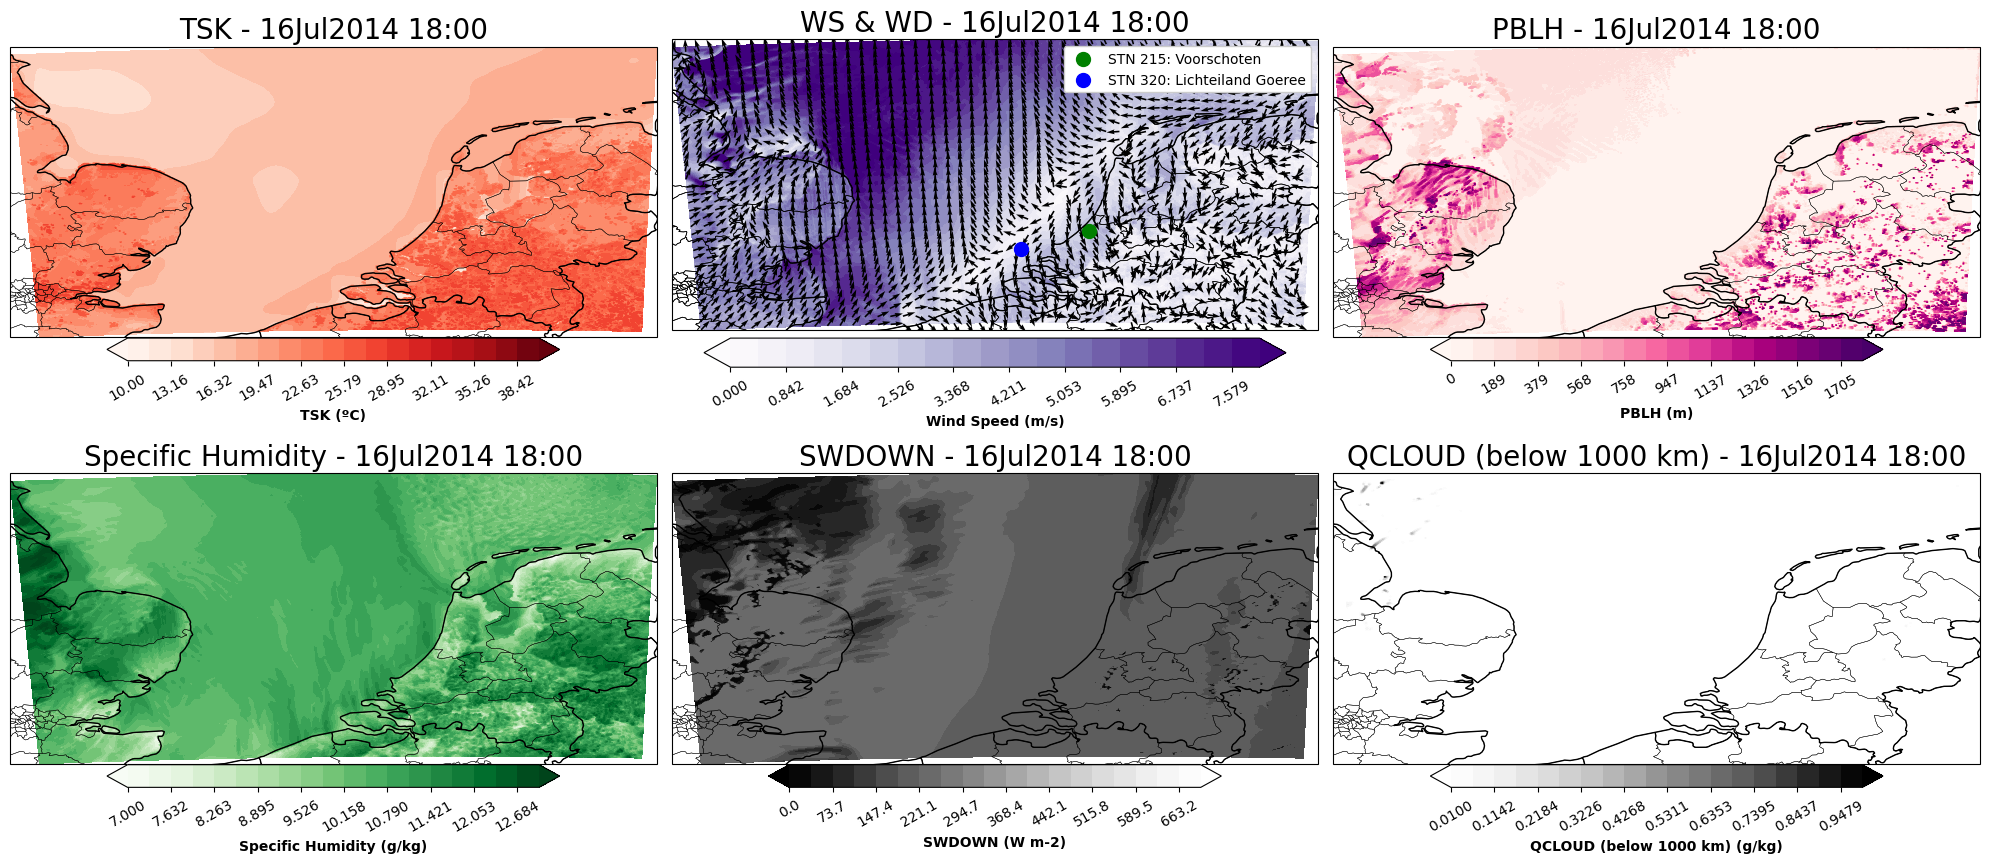 TSK - 16Jul2014 18:00
10.00 13.16 16.32 19.47 22.63 25.79 28.95 32.11 35.26 38.42
TSK (ºC)
WS & WD - 16Jul2014 18:00
STN 215: Voorschoten
STN 320: Lichteiland Goeree
0.000 0.842 1.684 2.526 3.368 4.211 5.053 5.895 6.737 7.579
Wind Speed (m/s)
PBLH - 16Jul2014 18:00
0 189 379 568 758 947 1137 1326 1516 1705
PBLH (m)
Specific Humidity - 16Jul2014 18:00
7.000 7.632 8.263 8.895 9.526 10.158 10.790 11.421 12.053 12.684
Specific Humidity (g/kg)
SWDOWN - 16Jul2014 18:00
0.0 73.7 147.4 221.1 294.7 368.4 442.1 515.8 589.5 663.2
SWDOWN (W m-2)
QCLOUD (below 1000 km) - 16Jul2014 18:00
0.0100 0.1142 0.2184 0.3226 0.4268 0.5311 0.6353 0.7395 0.8437 0.9479
QCLOUD (below 1000 km) (g/kg)